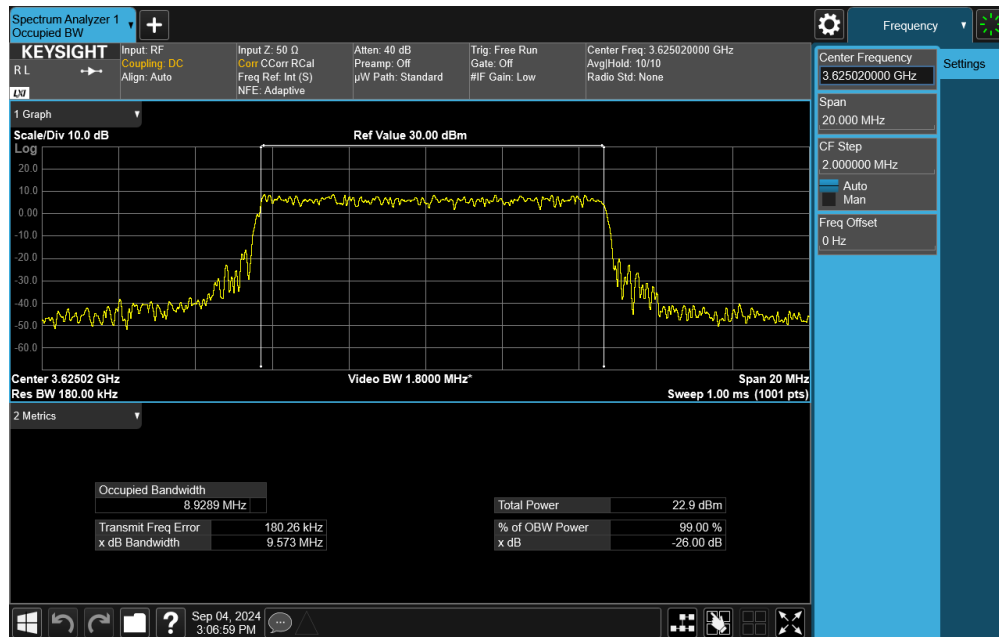 Spectrum Analyzer 1
Occupied BW
Frequency
KEYSIGHT
R L
LXI
Input: RF
Coupling: DC
Align: Auto
Input Z: 50 Ω
Corr CCorr RCal
Freq Ref: Int (S)
NFE: Adaptive
Atten: 40 dB
Preamp: Off
µW Path: Standard
Trig: Free Run
Gate: Off
#IF Gain: Low
Center Freq: 3.625020000 GHz
Avg|Hold: 10/10
Radio Std: None
Center Frequency
3.625020000 GHz
Settings
Span
20.000 MHz
CF Step
2.000000 MHz
Auto
Man
Freq Offset
0 Hz
1 Graph
Scale/Div 10.0 dB
Ref Value 30.00 dBm
Log
20.0
10.0
0.00
-10.0
-20.0
-30.0
-40.0
-50.0
-60.0
Center 3.62502 GHz
Video BW 1.8000 MHz*
Span 20 MHz
Res BW 180.00 kHz
Sweep 1.00 ms (1001 pts)
2 Metrics
Occupied Bandwidth
8.9289 MHz
Total Power 22.9 dBm
Transmit Freq Error 180.26 kHz
% of OBW Power 99.00 %
x dB Bandwidth 9.573 MHz
x dB -26.00 dB
?
Sep 04, 2024
3:06:59 PM